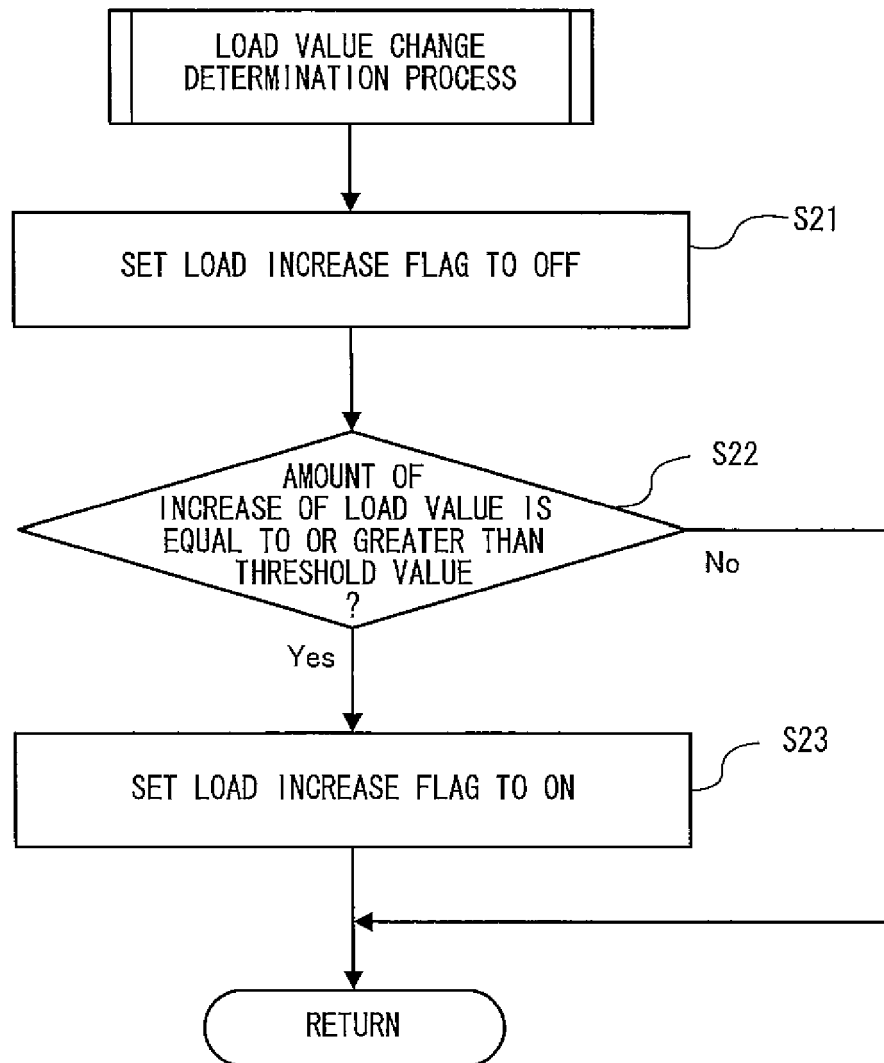 LOAD VALUE CHANGE
DETERMINATION PROCESS
S21
SET LOAD INCREASE FLAG TO OFF
S22
AMOUNT OF
INCREASE OF LOAD VALUE IS
EQUAL TO OR GREATER THAN
THRESHOLD VALUE
?
No
Yes
S23
SET LOAD INCREASE FLAG TO ON
RETURN